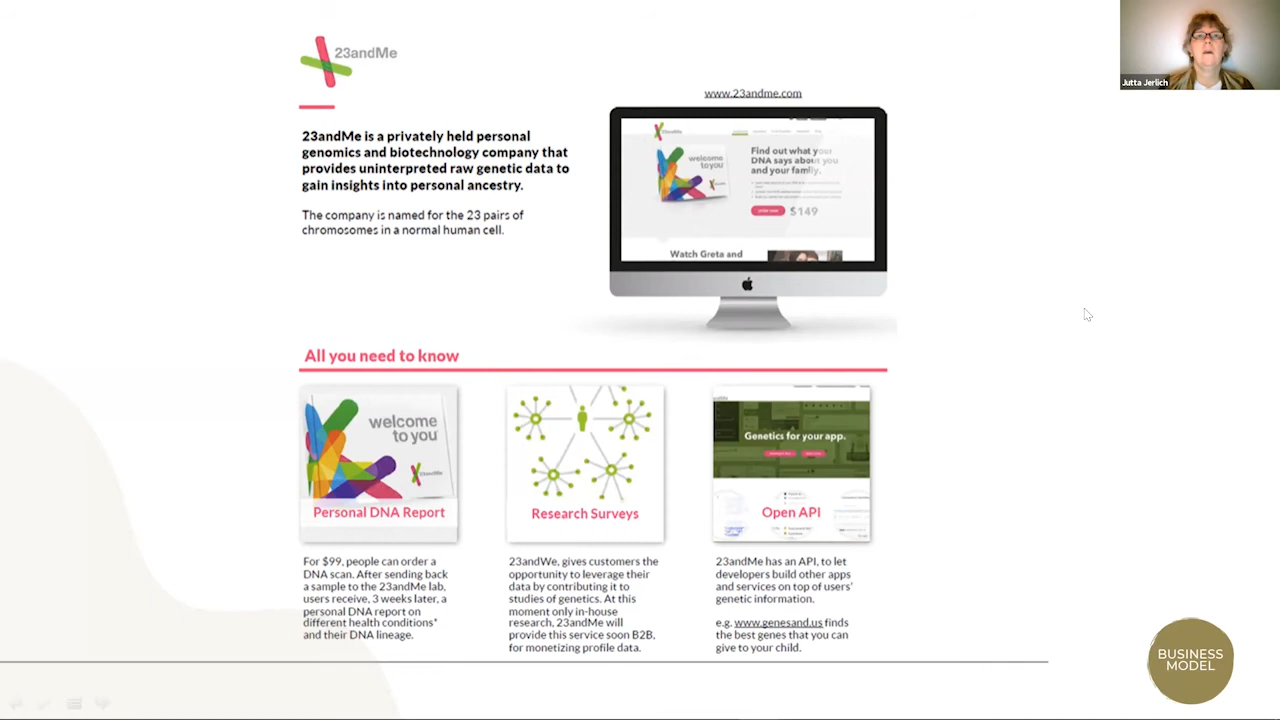 23andMe
Jutta Jerlich
www.23andme.com
23andMe is a privately held personal
genomics and biotechnology company that
provides uninterpreted raw genetic data to
gain insights into personal ancestry.
The company is named for the 23 pairs of
chromosomes in a normal human cell.
23andMe
welcome
to you
Find out what your
DNA says about you
and your family.
order now
$149
Watch Greta and
All you need to know
welcome
to you
23andMe
Personal DNA Report
Research Surveys
Genetics for your app.
Open API
For $99, people can order a
DNA scan. After sending back
a sample to the 23andMe lab,
users receive, 3 weeks later, a
personal DNA report on
different health conditions*
and their DNA lineage.
23andWe, gives customers the
opportunity to leverage their
data by contributing it to
studies of genetics. At this
moment only in-house
research, 23andMe will
provide this service soon B2B,
for monetizing profile data.
23andMe has an API, to let
developers build other apps
and services on top of users'
genetic information.
e.g. www.genesand.us finds
the best genes that you can
give to your child.
BUSINESS
MODEL